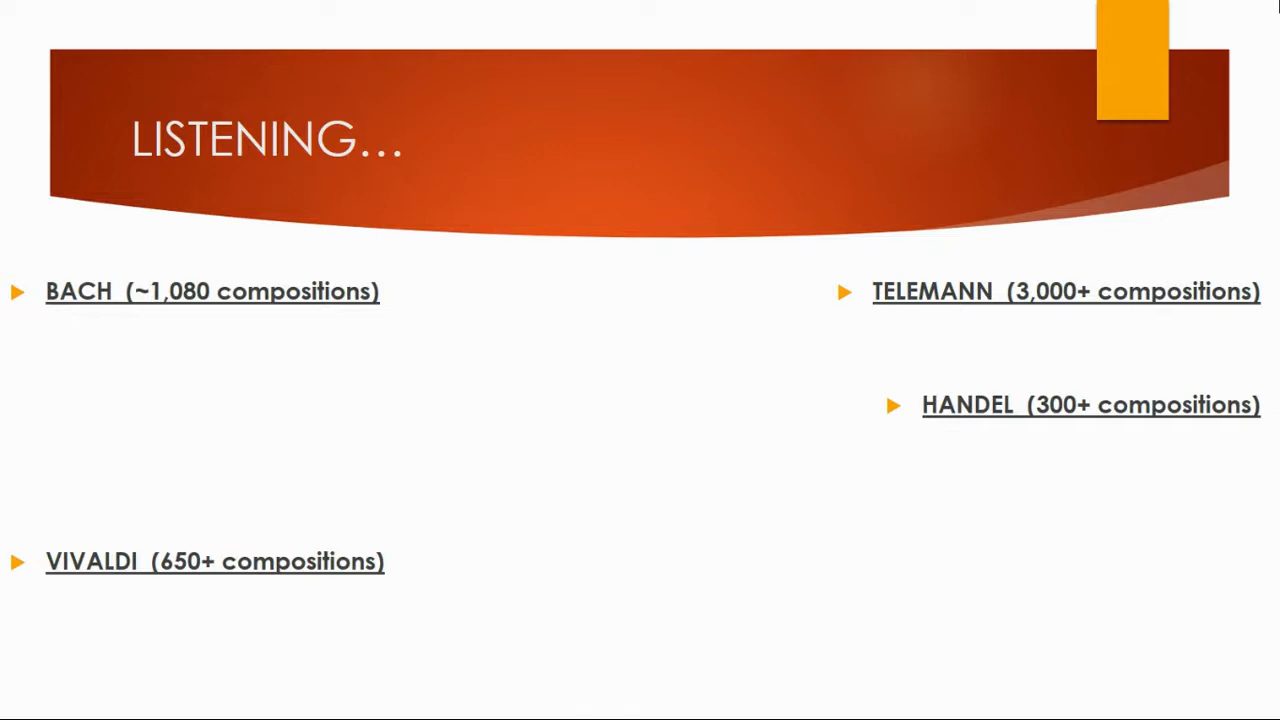 LISTENING…
BACH (~1,080 compositions)
TELEMANN (3,000+ compositions)
HANDEL (300+ compositions)
VIVALDI (650+ compositions)